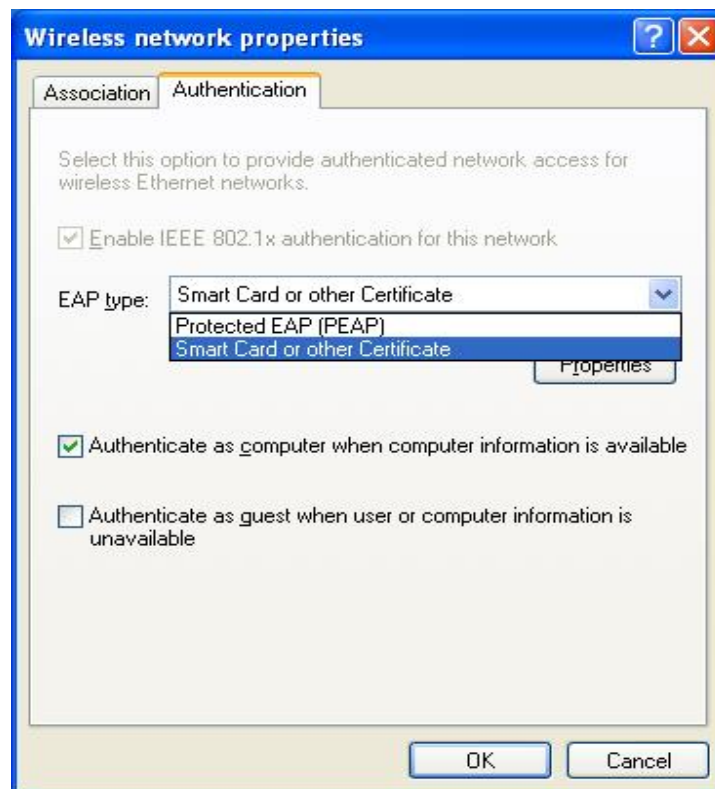 Wireless network properties
Association
Authentication
Select this option to provide authenticated network access for
wireless Ethernet networks.
Enable IEEE 802.1x authentication for this network
EAP type:
Smart Card or other Certificate
Protected EAP (PEAP)
Smart Card or other Certificate
Properties
Authenticate as computer when computer information is available
Authenticate as guest when user or computer information is
unavailable
OK
Cancel